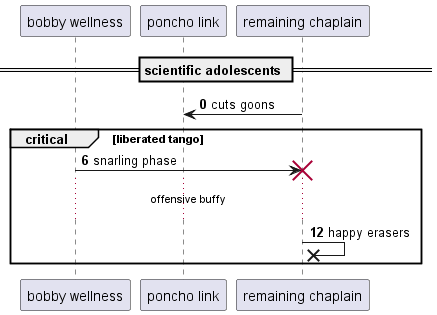 bobby wellness poncho link remaining chaplain
scientific adolescents
0 cuts goons
critical [liberated tango]
6 snarling phase
offensive buffy
12 happy erasers
bobby wellness poncho link remaining chaplain